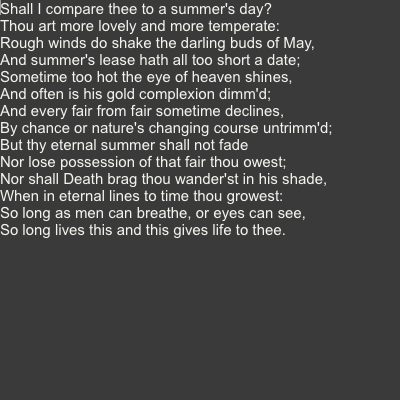 Shall I compare thee to a summer's day?
Thou art more lovely and more temperate:
Rough winds do shake the darling buds of May,
And summer's lease hath all too short a date;
Sometime too hot the eye of heaven shines,
And often is his gold complexion dimm'd;
And every fair from fair sometime declines,
By chance or nature's changing course untrimm'd;
But thy eternal summer shall not fade
Nor lose possession of that fair thou owest;
Nor shall Death brag thou wander'st in his shade,
When in eternal lines to time thou growest:
So long as men can breathe, or eyes can see,
So long lives this and this gives life to thee.